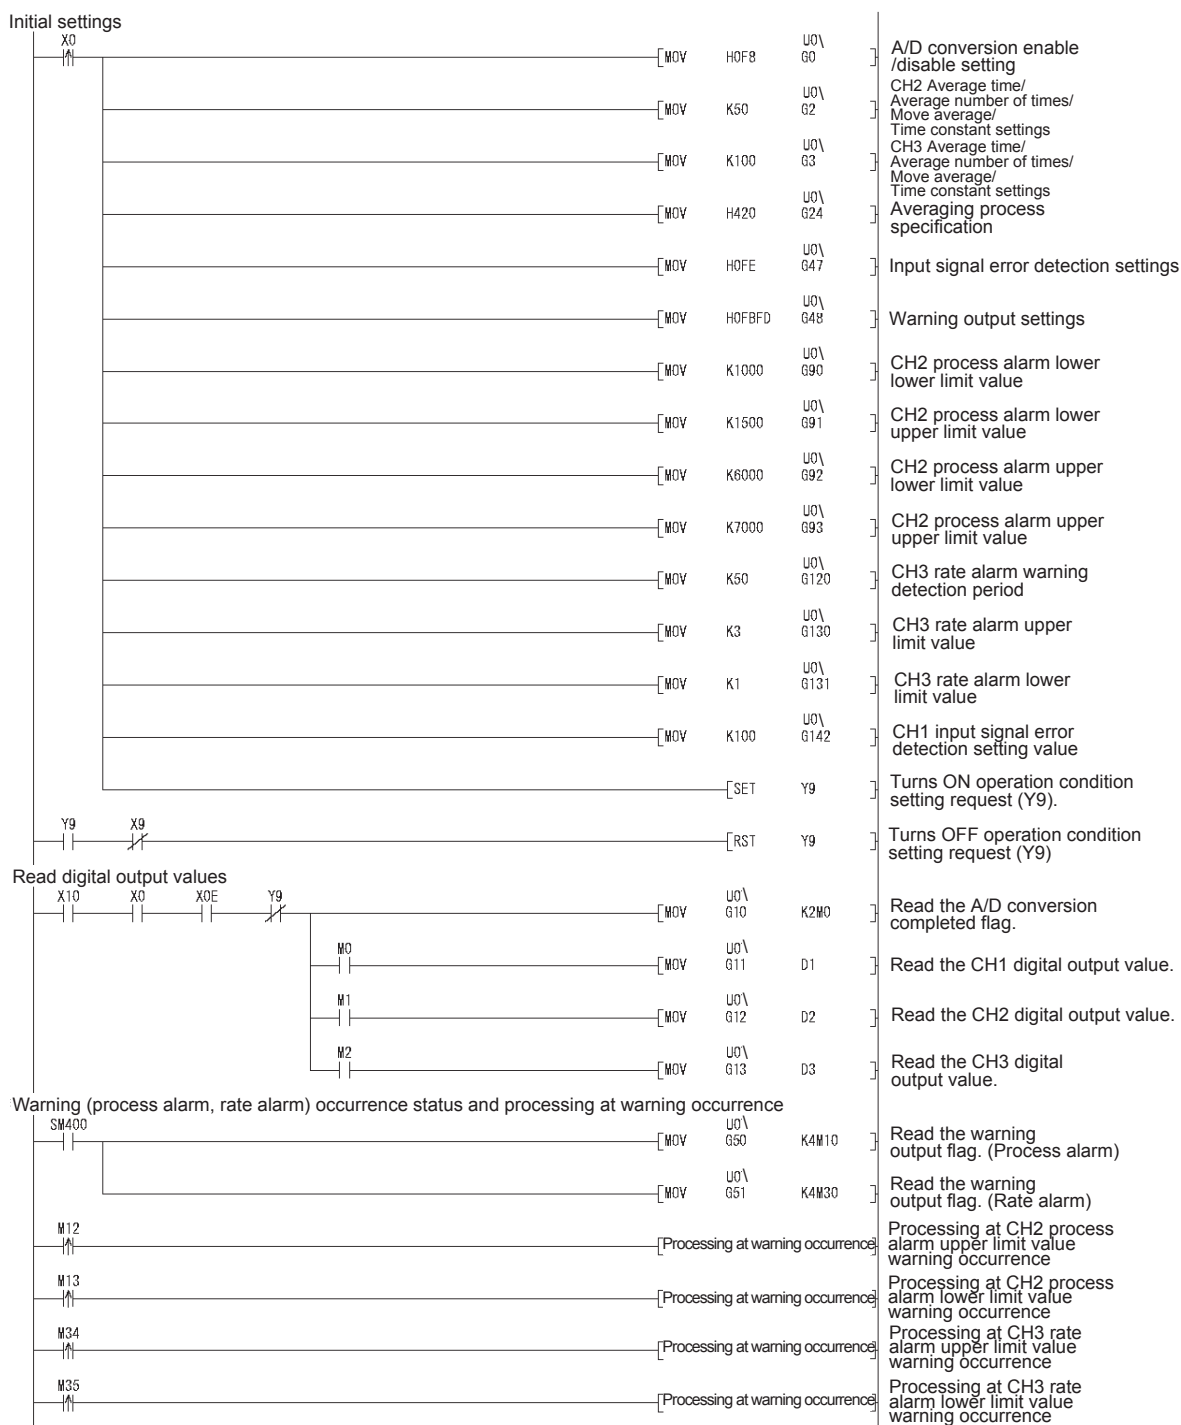 Initial settings
X0
U0\
[MOV H0F8 G0 ]
A/D conversion enable
/disable setting
U0\
[MOV K50 G2 ]
CH2 Average time/
Average number of times/
Move average/
Time constant settings
U0\
[MOV K100 G3 ]
CH3 Average time/
Average number of times/
Move average/
Time constant settings
U0\
[MOV H420 G24 ]
Averaging process
specification
U0\
[MOV H0FE G47 ]
Input signal error detection settings
U0\
[MOV H0FBFD G48 ]
Warning output settings
U0\
[MOV K1000 G90 ]
CH2 process alarm lower
lower limit value
U0\
[MOV K1500 G91 ]
CH2 process alarm lower
upper limit value
U0\
[MOV K6000 G92 ]
CH2 process alarm upper
lower limit value
U0\
[MOV K7000 G93 ]
CH2 process alarm upper
upper limit value
U0\
[MOV K50 G120 ]
CH3 rate alarm warning
detection period
U0\
[MOV K3 G130 ]
CH3 rate alarm upper
limit value
U0\
[MOV K1 G131 ]
CH3 rate alarm lower
limit value
U0\
[MOV K100 G142 ]
CH1 input signal error
detection setting value
[SET Y9 ]
Turns ON operation condition
setting request (Y9).
Y9 X9
[RST Y9 ]
Turns OFF operation condition
setting request (Y9)
Read digital output values
X10 X0 X0E Y9
U0\
[MOV G10 K2M0 ]
Read the A/D conversion
completed flag.
M0
U0\
[MOV G11 D1 ]
Read the CH1 digital output value.
M1
U0\
[MOV G12 D2 ]
Read the CH2 digital output value.
M2
U0\
[MOV G13 D3 ]
Read the CH3 digital
output value.
Warning (process alarm, rate alarm) occurrence status and processing at warning occurrence
SM400
U0\
[MOV G50 K4M10 ]
Read the warning
output flag. (Process alarm)
U0\
[MOV G51 K4M30 ]
Read the warning
output flag. (Rate alarm)
M12
[Processing at warning occurrence]
Processing at CH2 process
alarm upper limit value
warning occurrence
M13
[Processing at warning occurrence]
Processing at CH2 process
alarm lower limit value
warning occurrence
M34
[Processing at warning occurrence]
Processing at CH3 rate
alarm upper limit value
warning occurrence
M35
[Processing at warning occurrence]
Processing at CH3 rate
alarm lower limit value
warning occurrence